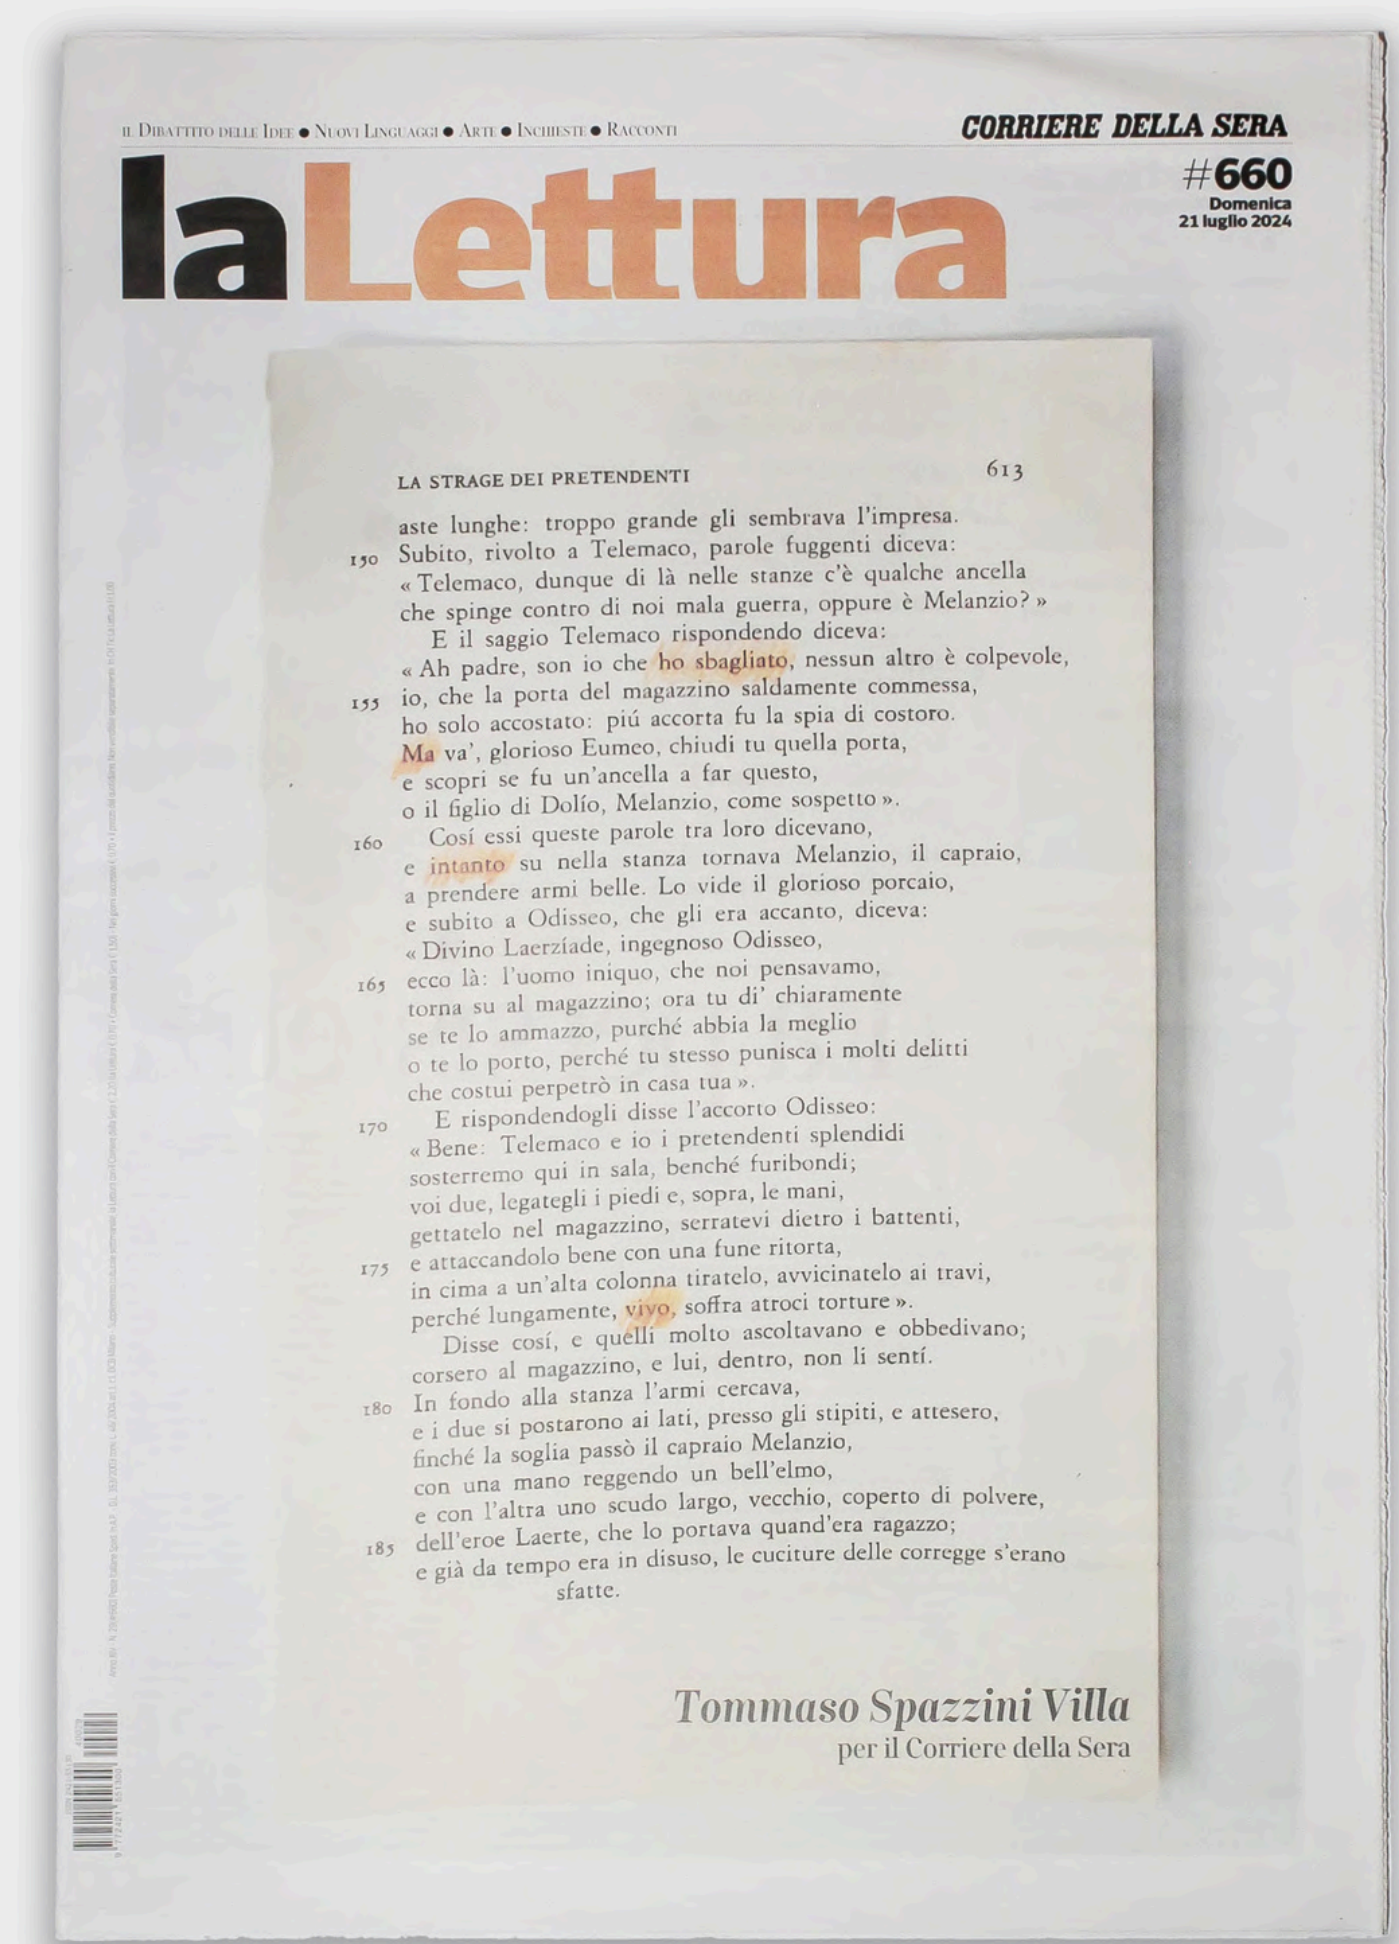 IL DIBATTITO DELLE IDEE ● NUOVI LINGUAGGI ● ARTE ● INCHIESTE ● RACCONTI
CORRIERE DELLA SERA
laLettura
#660
Domenica
21 luglio 2024
LA STRAGE DEI PRETENDENTI 613
aste lunghe: troppo grande gli sembrava l'impresa.
150 Subito, rivolto a Telemaco, parole fuggenti diceva:
« Telemaco, dunque di là nelle stanze c'è qualche ancella
che spinge contro di noi mala guerra, oppure è Melanzio? »
E il saggio Telemaco rispondendo diceva:
« Ah padre, son io che ho sbagliato, nessun altro è colpevole,
155 io, che la porta del magazzino saldamente commessa,
ho solo accostato: piú accorta fu la spia di costoro.
Ma va', glorioso Eumeo, chiudi tu quella porta,
e scopri se fu un'ancella a far questo,
o il figlio di Dolío, Melanzio, come sospetto ».
160 Cosí essi queste parole tra loro dicevano,
e intanto su nella stanza tornava Melanzio, il capraio,
a prendere armi belle. Lo vide il glorioso porcaio,
e subito a Odisseo, che gli era accanto, diceva:
« Divino Laerzíade, ingegnoso Odisseo,
165 ecco là: l'uomo iniquo, che noi pensavamo,
torna su al magazzino; ora tu di' chiaramente
se te lo ammazzo, purché abbia la meglio
o te lo porto, perché tu stesso punisca i molti delitti
che costui perpetrò in casa tua ».
170 E rispondendogli disse l'accorto Odisseo:
« Bene: Telemaco e io i pretendenti splendidi
sosterremo qui in sala, benché furibondi;
voi due, legategli i piedi e, sopra, le mani,
gettatelo nel magazzino, serratevi dietro i battenti,
175 e attaccandolo bene con una fune ritorta,
in cima a un'alta colonna tiratelo, avvicinatelo ai travi,
perché lungamente, vivo, soffra atroci torture ».
Disse cosí, e quelli molto ascoltavano e obbedivano;
corsero al magazzino, e lui, dentro, non li sentí.
180 In fondo alla stanza l'armi cercava,
e i due si postarono ai lati, presso gli stipiti, e attesero,
finché la soglia passò il capraio Melanzio,
con una mano reggendo un bell'elmo,
e con l'altra uno scudo largo, vecchio, coperto di polvere,
185 dell'eroe Laerte, che lo portava quand'era ragazzo;
e già da tempo era in disuso, le cuciture delle corregge s'erano
sfatte.
Tommaso Spazzini Villa
per il Corriere della Sera